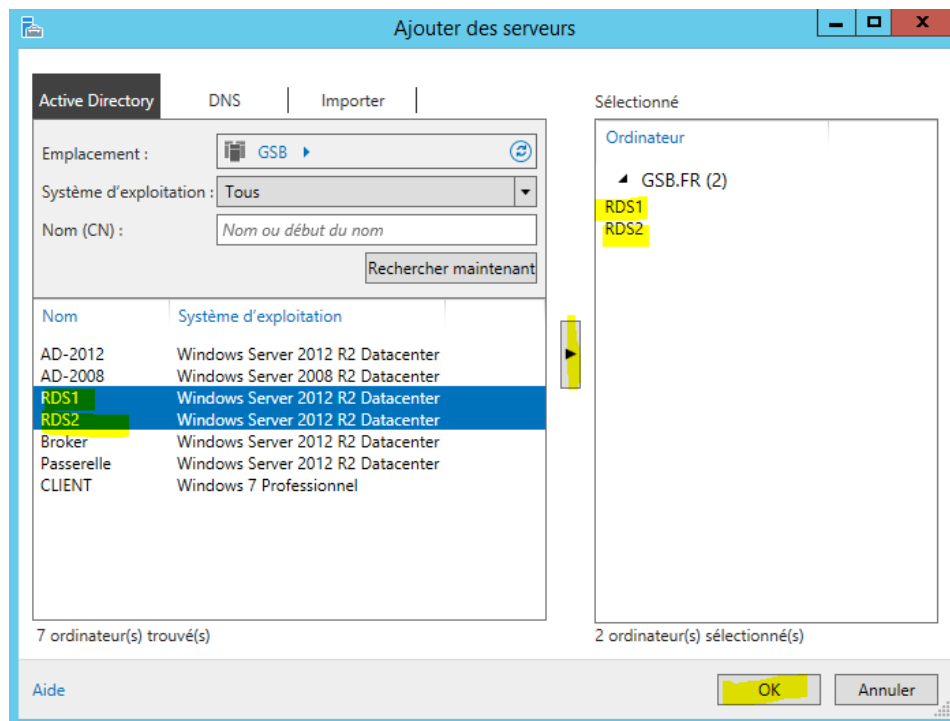 Ajouter des serveurs
Active Directory
DNS
Importer
Emplacement :
GSB
Système d'exploitation :
Tous
Nom (CN) :
Nom ou début du nom
Rechercher maintenant
Nom Système d'exploitation
AD-2012 Windows Server 2012 R2 Datacenter
AD-2008 Windows Server 2008 R2 Datacenter
RDS1 Windows Server 2012 R2 Datacenter
RDS2 Windows Server 2012 R2 Datacenter
Broker Windows Server 2012 R2 Datacenter
Passerelle Windows Server 2012 R2 Datacenter
CLIENT Windows 7 Professionnel
7 ordinateur(s) trouvé(s)
Sélectionné
Ordinateur
GSB.FR (2)
RDS1
RDS2
2 ordinateur(s) sélectionné(s)
Aide
OK
Annuler